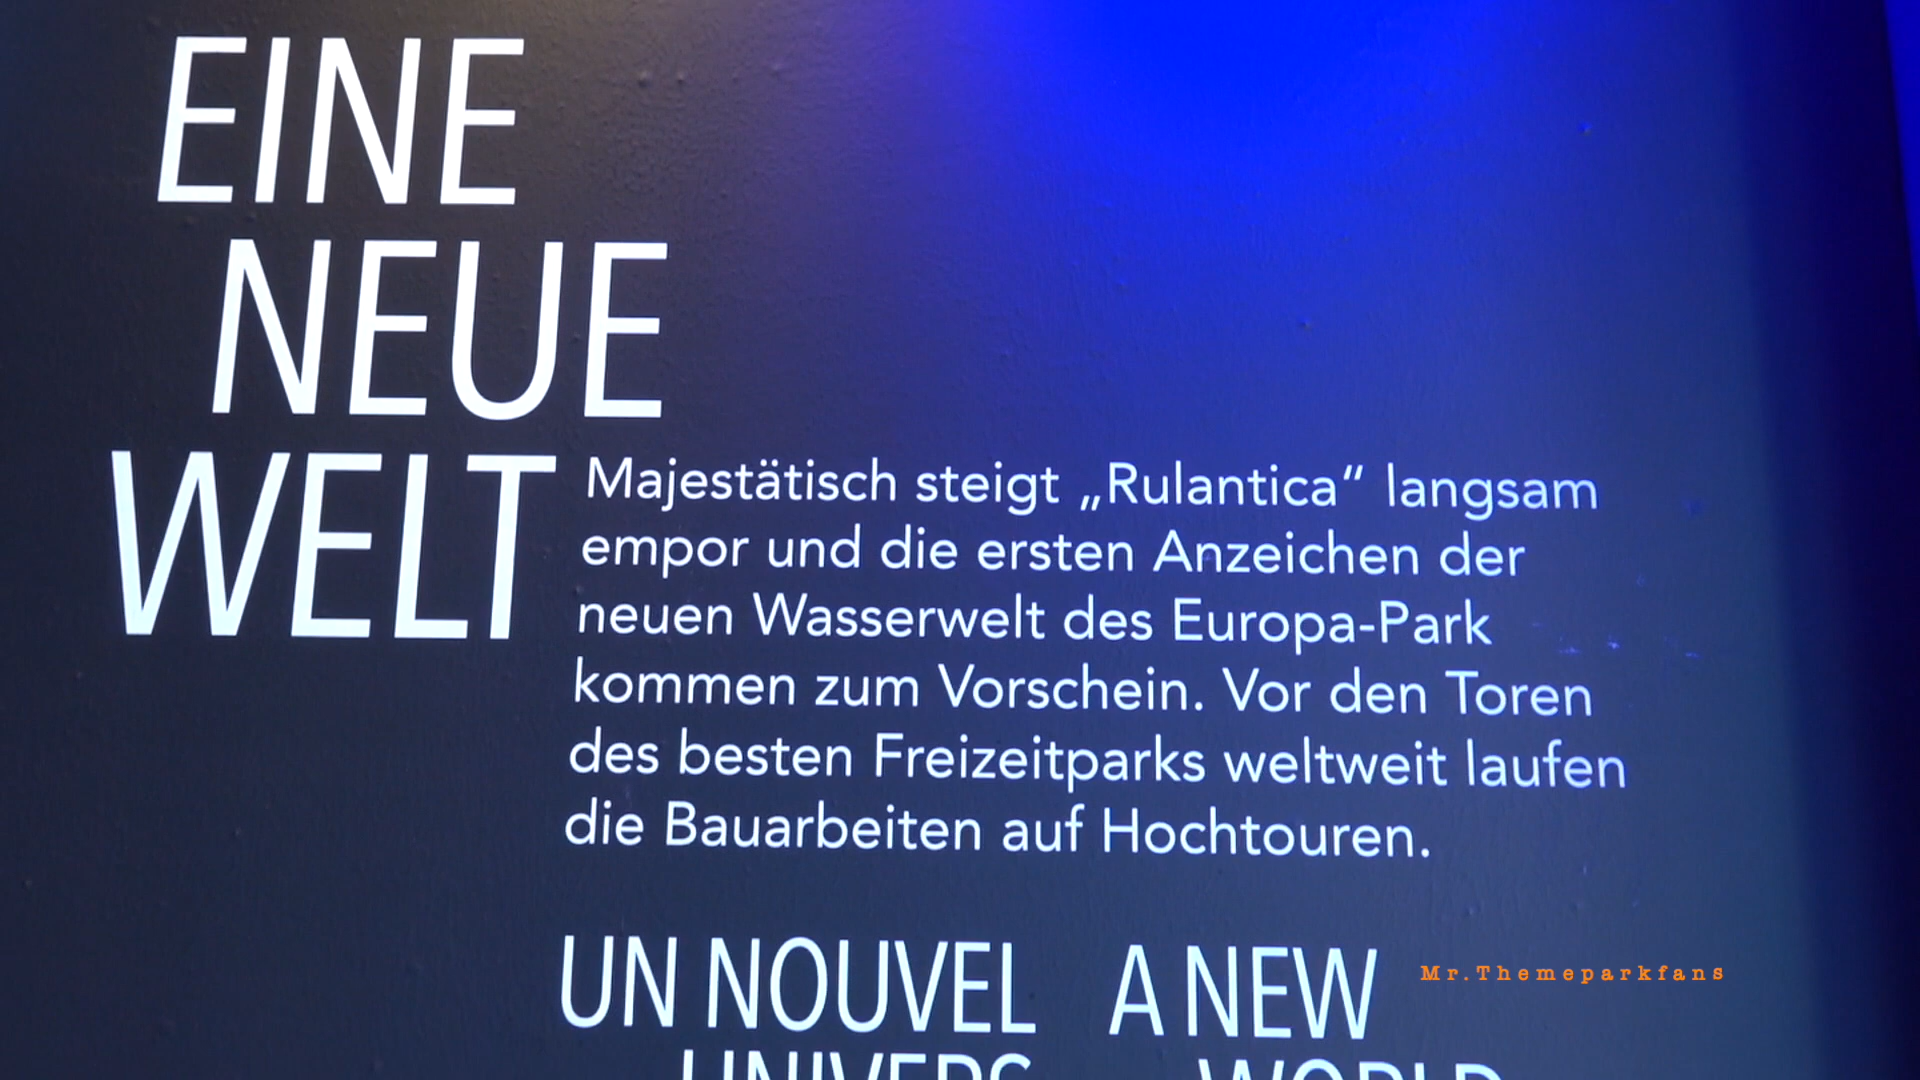 EINE
NEUE
WELT
Majestätisch steigt „Rulantica“ langsam
empor und die ersten Anzeichen der
neuen Wasserwelt des Europa-Park
kommen zum Vorschein. Vor den Toren
des besten Freizeitparks weltweit laufen
die Bauarbeiten auf Hochtouren.
UN NOUVEL
UNIVERS
A NEW
WORLD
Mr.Themeparkfans